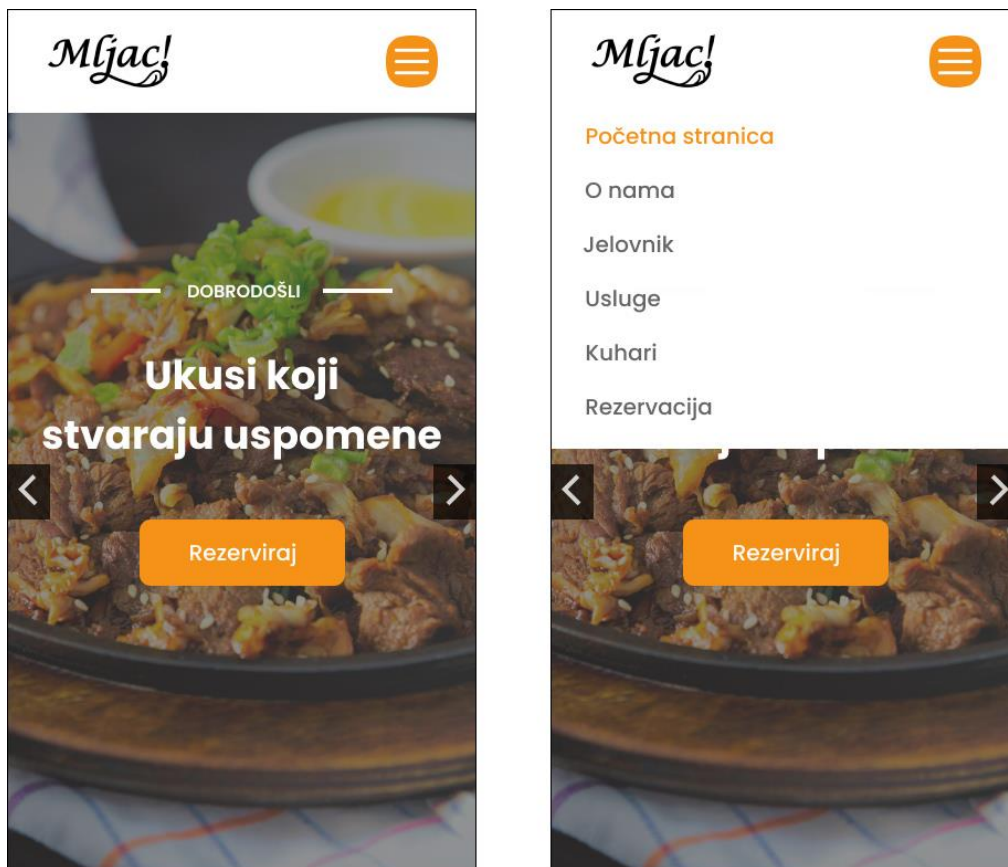 Mljac!
DOBRODOŠLI
Ukusi koji
stvaraju uspomene
Rezerviraj
Mljac!
Početna stranica
O nama
Jelovnik
Usluge
Kuhari
Rezervacija
Rezerviraj